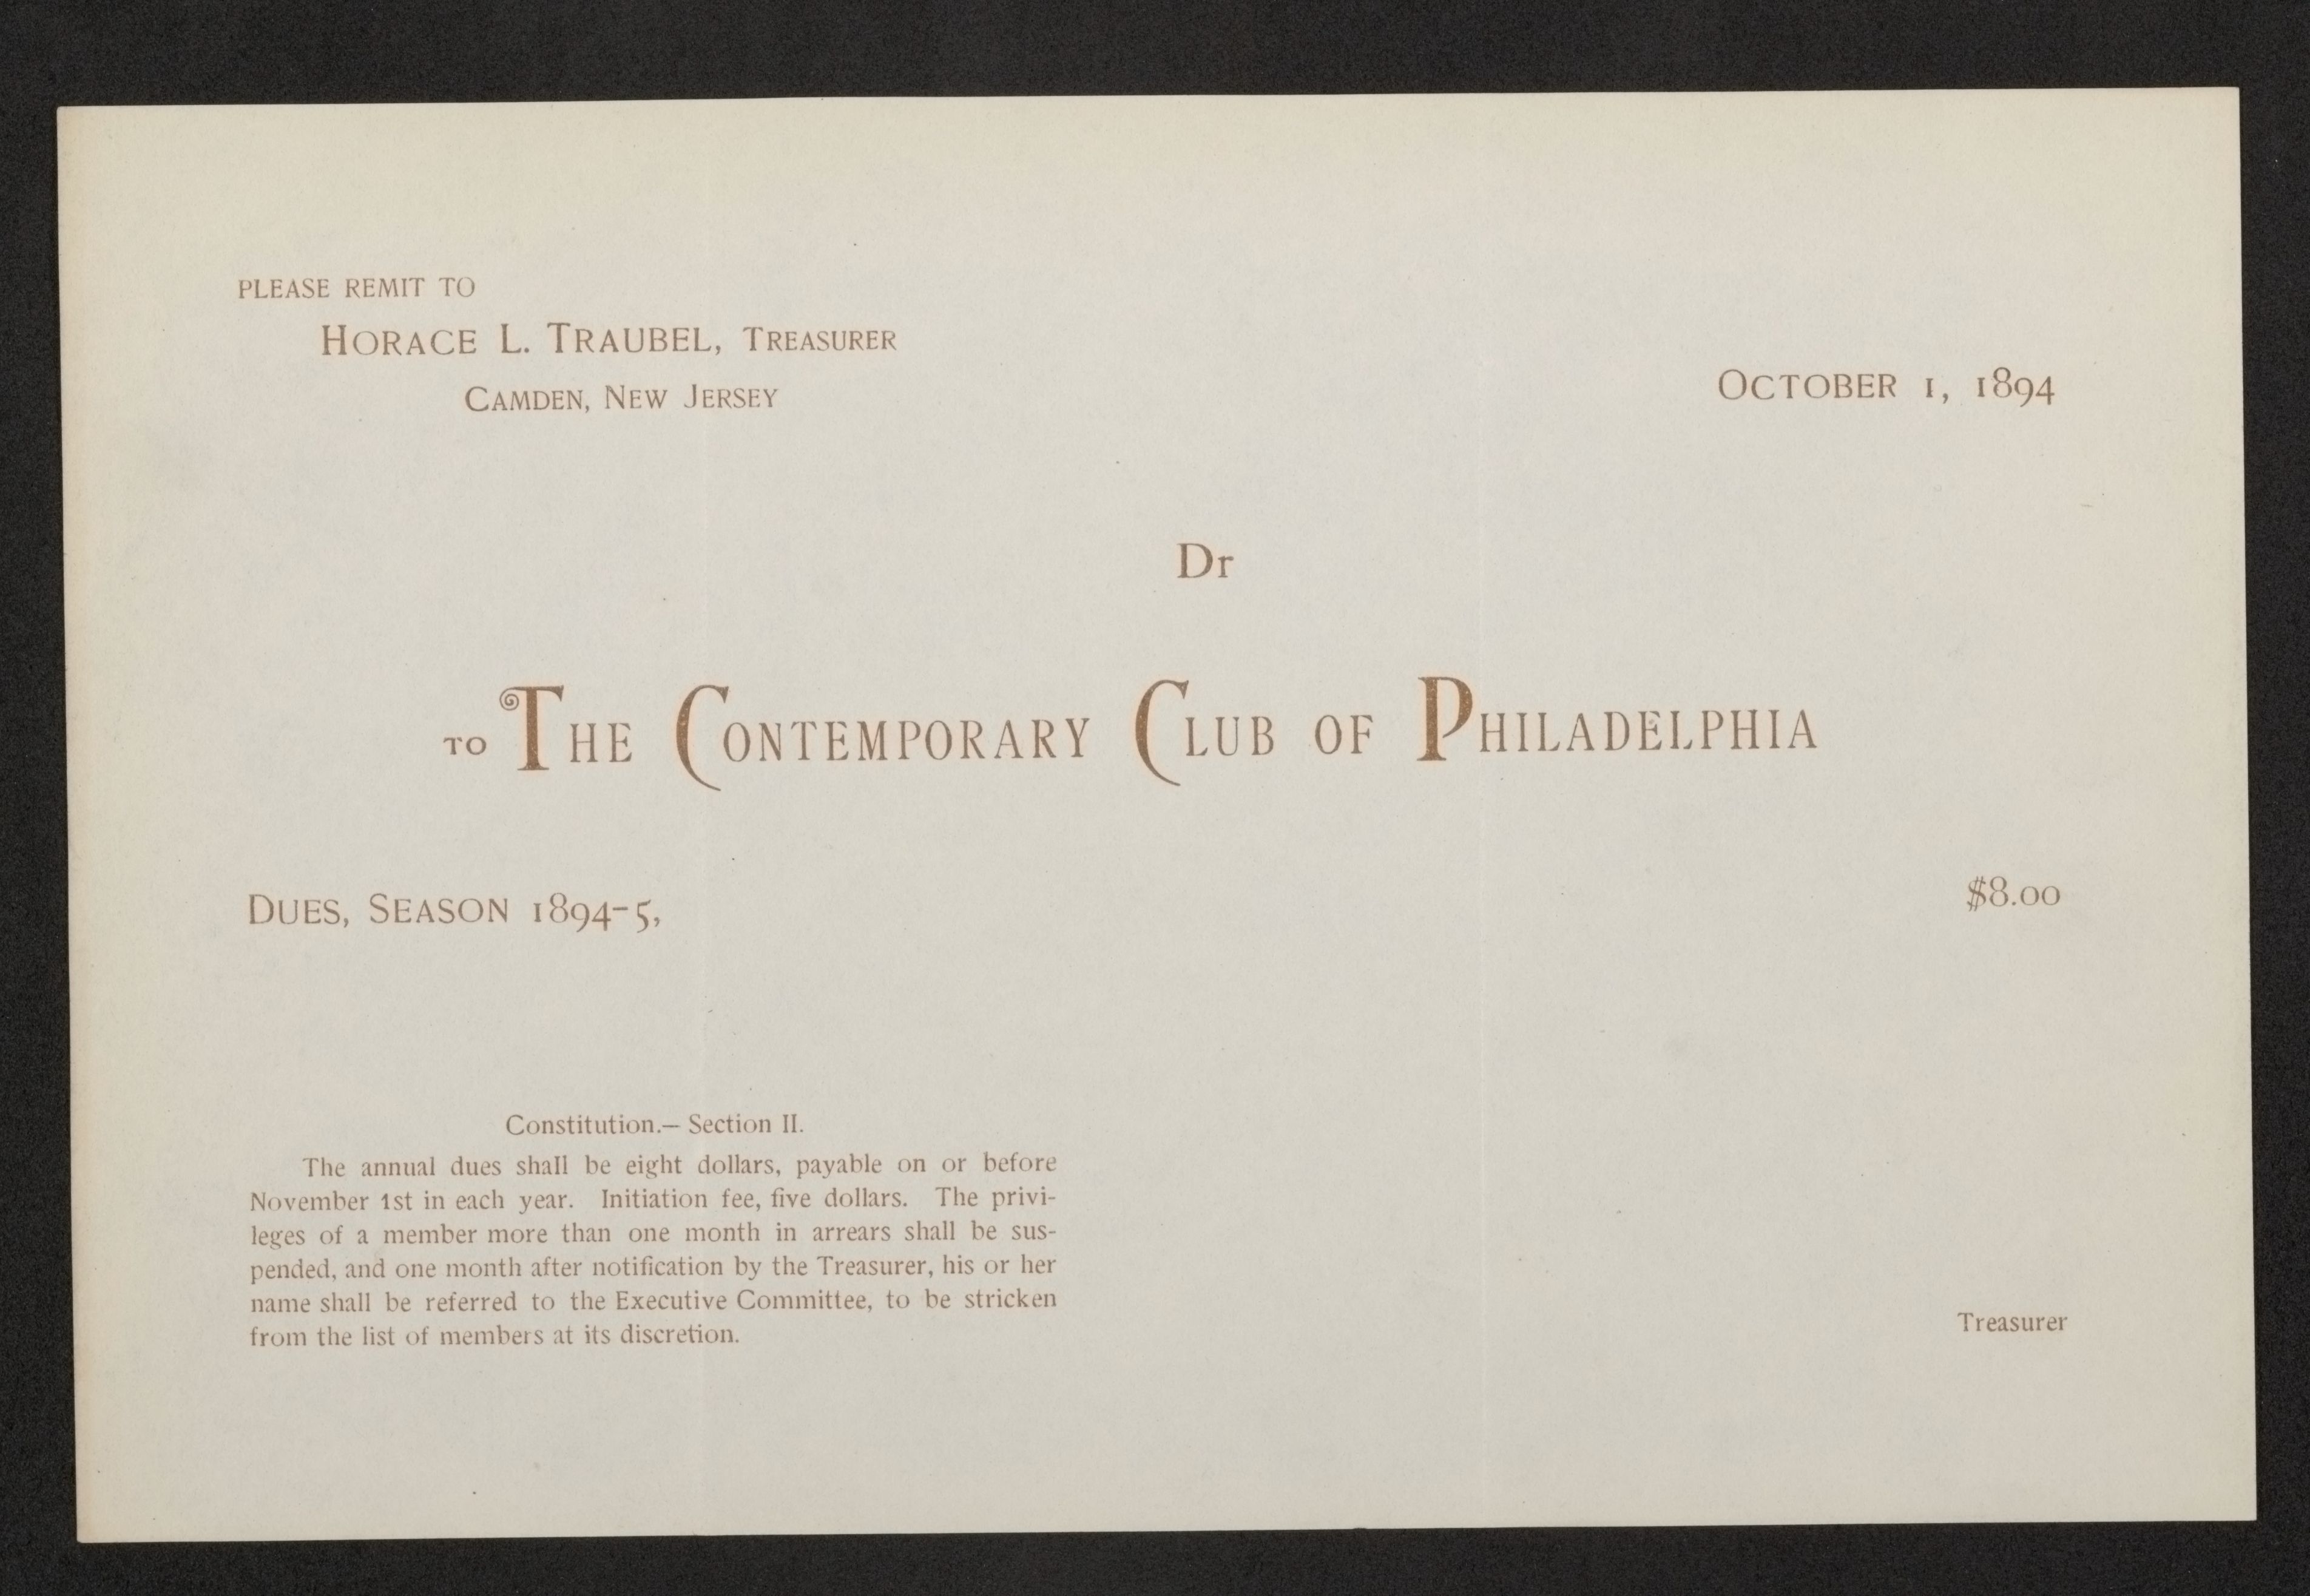 PLEASE REMIT TO
HORACE L. TRAUBEL, TREASURER
CAMDEN, NEW JERSEY
OCTOBER 1, 1894
Dr
TO THE CONTEMPORARY CLUB OF PHILADELPHIA
DUES, SEASON 1894-5,
$8.00
Constitution.— Section II.
The annual dues shall be eight dollars, payable on or before
November 1st in each year. Initiation fee, five dollars. The privi-
leges of a member more than one month in arrears shall be sus-
pended, and one month after notification by the Treasurer, his or her
name shall be referred to the Executive Committee, to be stricken
from the list of members at its discretion.
Treasurer